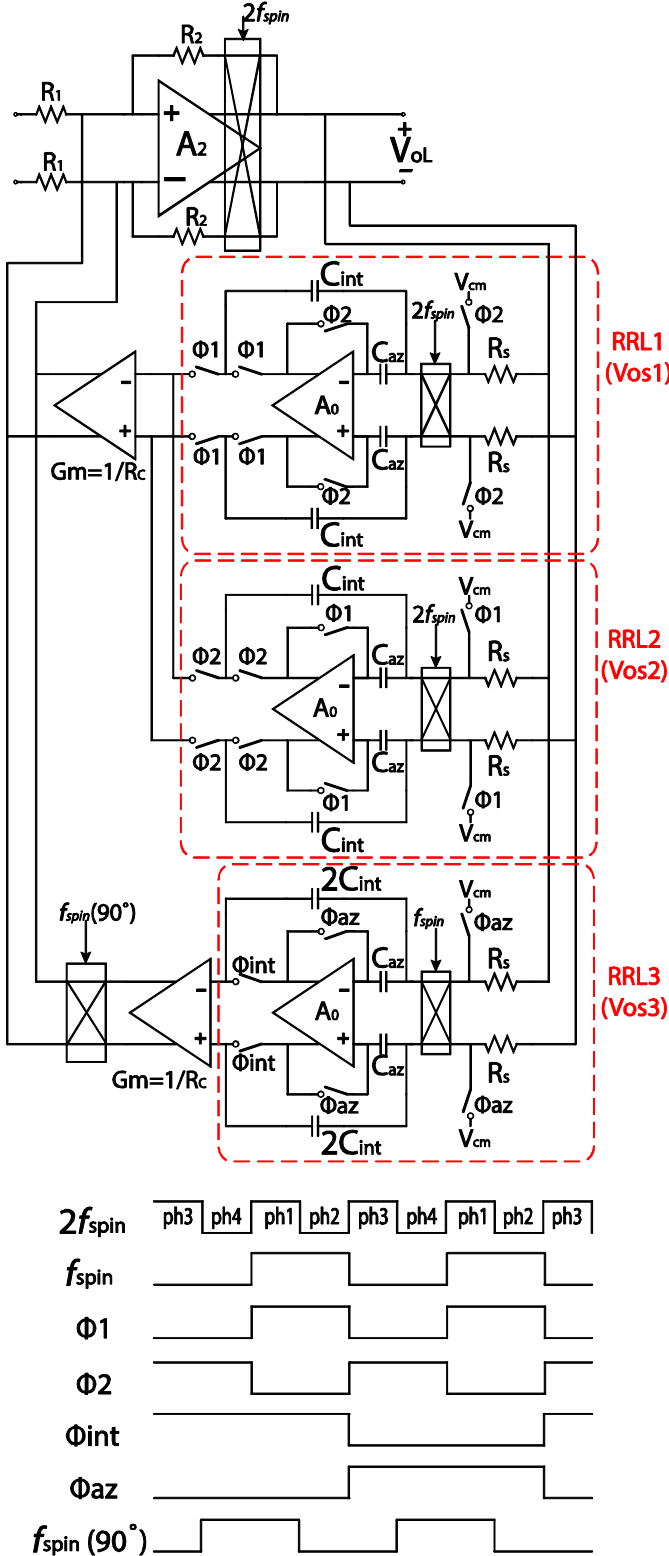 2fspin
R2
R1
+
A2
+
VoL
-
R1
−
R2
Cint
Vcm
Φ2
Φ1
Φ1
Φ2
2fspin
Rs
RRL1
Caz
(Vos1)
-
A0
+
Φ1
Φ1
Caz
Rs
Gm=1/Rc
Φ2
Φ2
Cint
Vcm
Cint
Vcm
Φ1
Φ1
2fspin
Φ2
Φ2
Caz
Rs
RRL2
(Vos2)
-
A0
+
Φ2
Φ2
Caz
Rs
Φ1
Φ1
Cint
Vcm
2Cint
Vcm
fspin(90°)
Φaz
fspin
Φaz
Φint
Caz
Rs
RRL3
(Vos3)
-
-
A0
+
+
Φint
Caz
Rs
Gm=1/Rc
Φaz
Φaz
2Cint
Vcm
2fspin ph3 ph4 ph1 ph2 ph3 ph4 ph1 ph2 ph3
fspin
Φ1
Φ2
Φint
Φaz
fspin (90°)